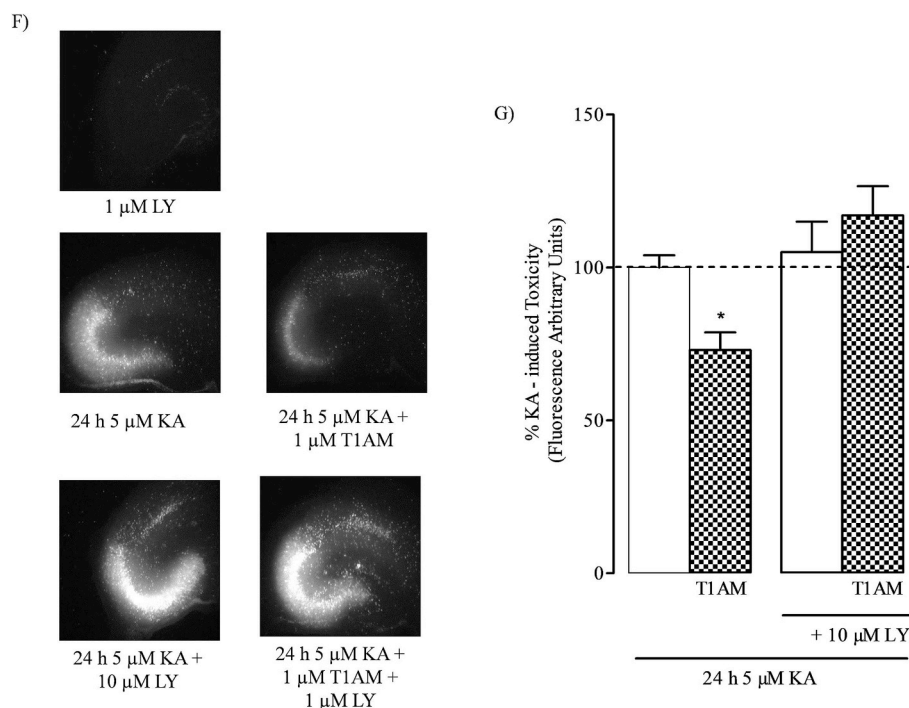 F)
1 μM LY
24 h 5 μM KA
24 h 5 μM KA +
1 μM T1AM
24 h 5 μM KA +
10 μM LY
24 h 5 μM KA +
1 μM T1AM +
1 μM LY
G)
% KA - induced Toxicity
(Fluorescence Arbitrary Units)
150
100
50
0
*
T1AM
T1AM
+ 10 μM LY
24 h 5 μM KA